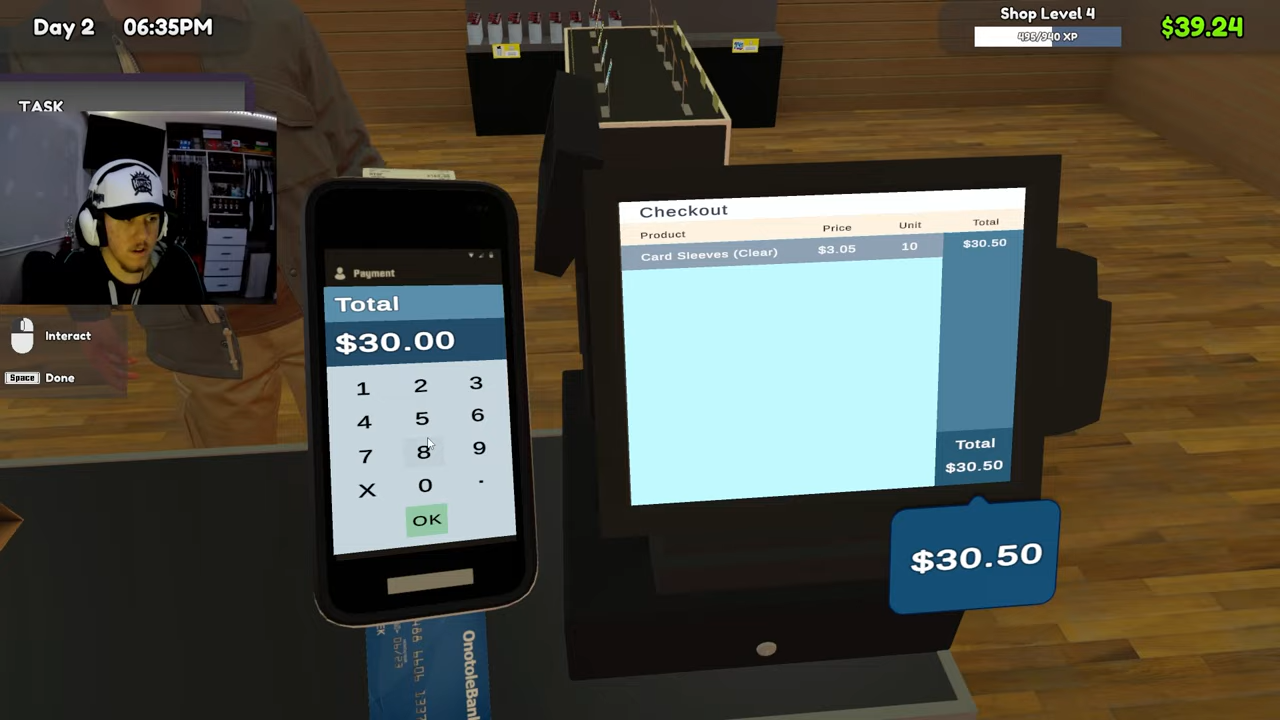 Day 2 06:35PM
Shop Level 4
495/940 XP
$39.24
TASK
Interact
Space Done
Payment
Total
$30.00
1 2 3
4 5 6
7 8 9
X 0 .
OK
Checkout
Product Price Unit Total
Card Sleeves (Clear) $3.05 10 $30.50
Total
$30.50
$30.50
OnotoleBank